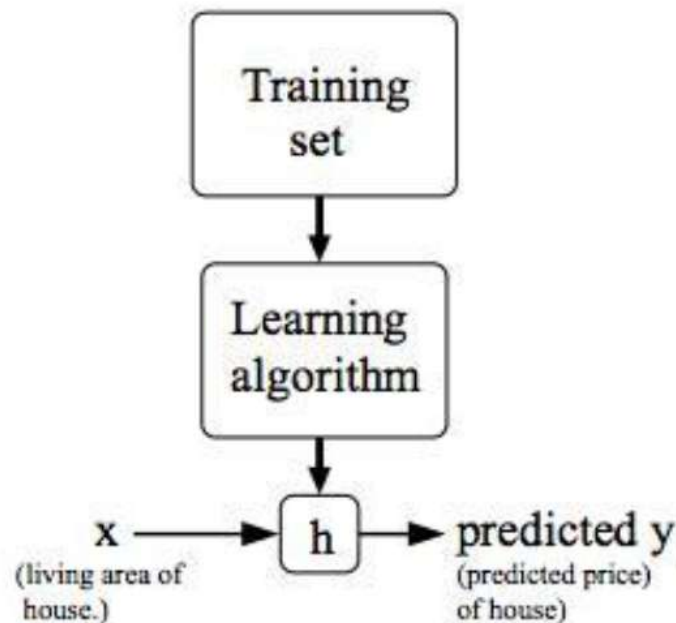 Training
set
Learning
algorithm
x
h
predicted y
(living area of
house.)
(predicted price)
of house)